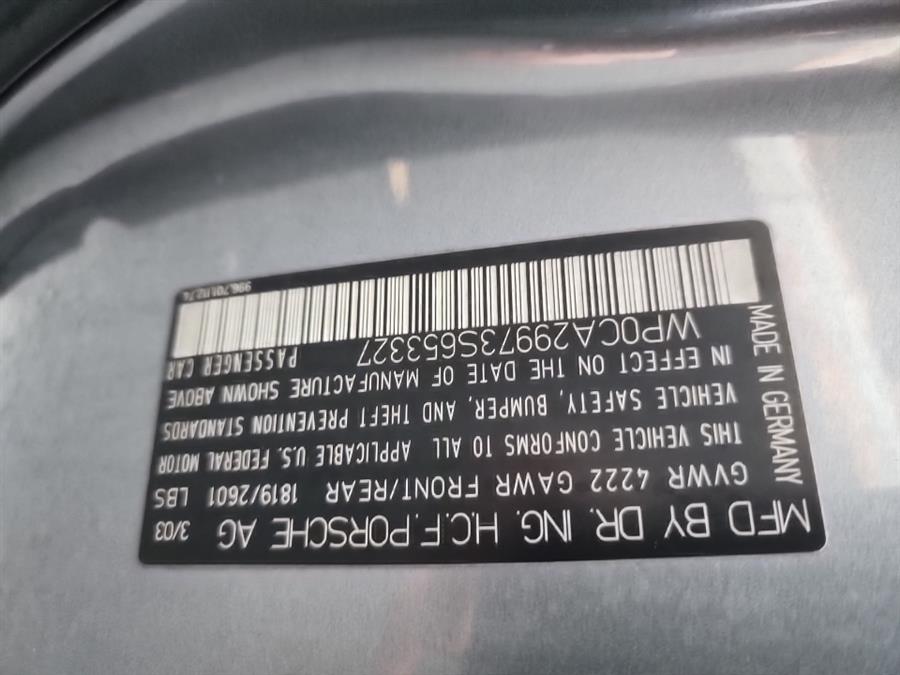 MFD BY DR. ING. H.C.F. PORSCHE AG 3/03
GVWR 4222 GAWR FRONT/REAR 1819/2601 LBS
THIS VEHICLE CONFORMS TO ALL APPLICABLE U.S. FEDERAL MOTOR
VEHICLE SAFETY, BUMPER, AND THEFT PREVENTION STANDARDS
IN EFFECT ON THE DATE OF MANUFACTURE SHOWN ABOVE
WP0CA29973S653327 PASSENGER CAR
MADE IN GERMANY